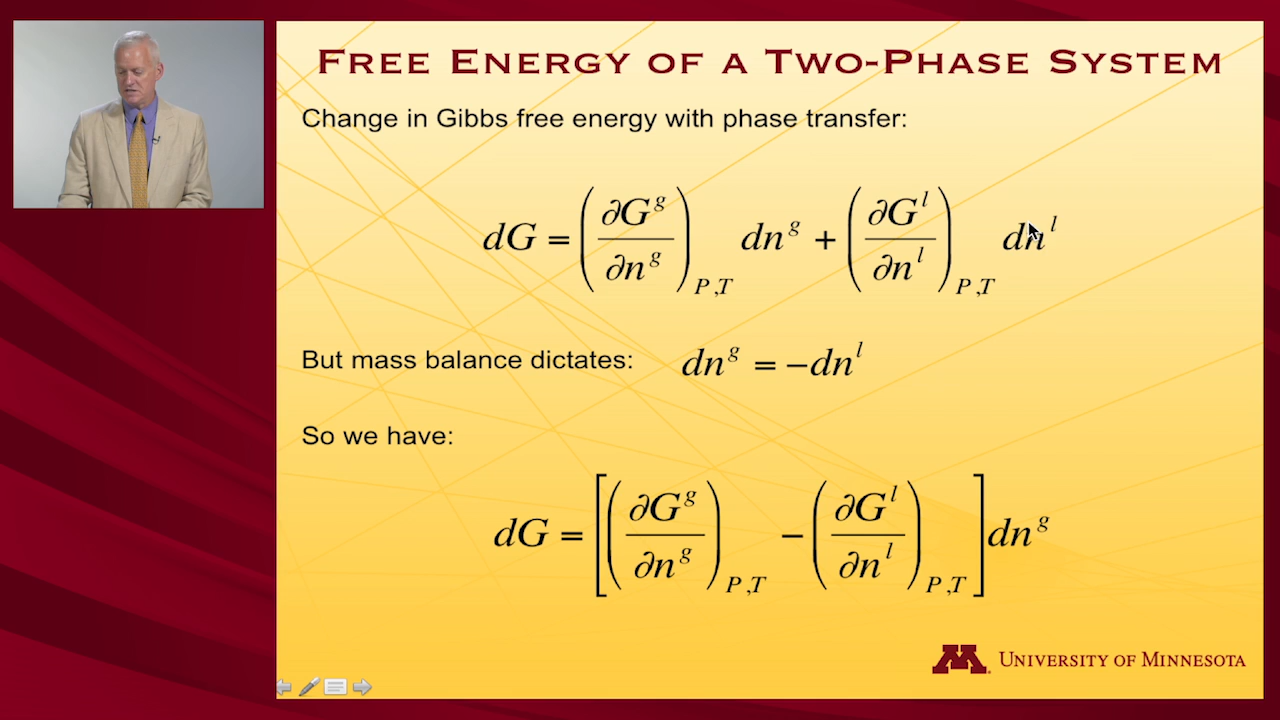 FREE ENERGY OF A TWO-PHASE SYSTEM
Change in Gibbs free energy with phase transfer:
dG = (∂G^g/∂n^g)_{P,T} dn^g + (∂G^l/∂n^l)_{P,T} dn^l
But mass balance dictates: dn^g = −dn^l
So we have:
dG = [(∂G^g/∂n^g)_{P,T} − (∂G^l/∂n^l)_{P,T}] dn^g
M UNIVERSITY OF MINNESOTA